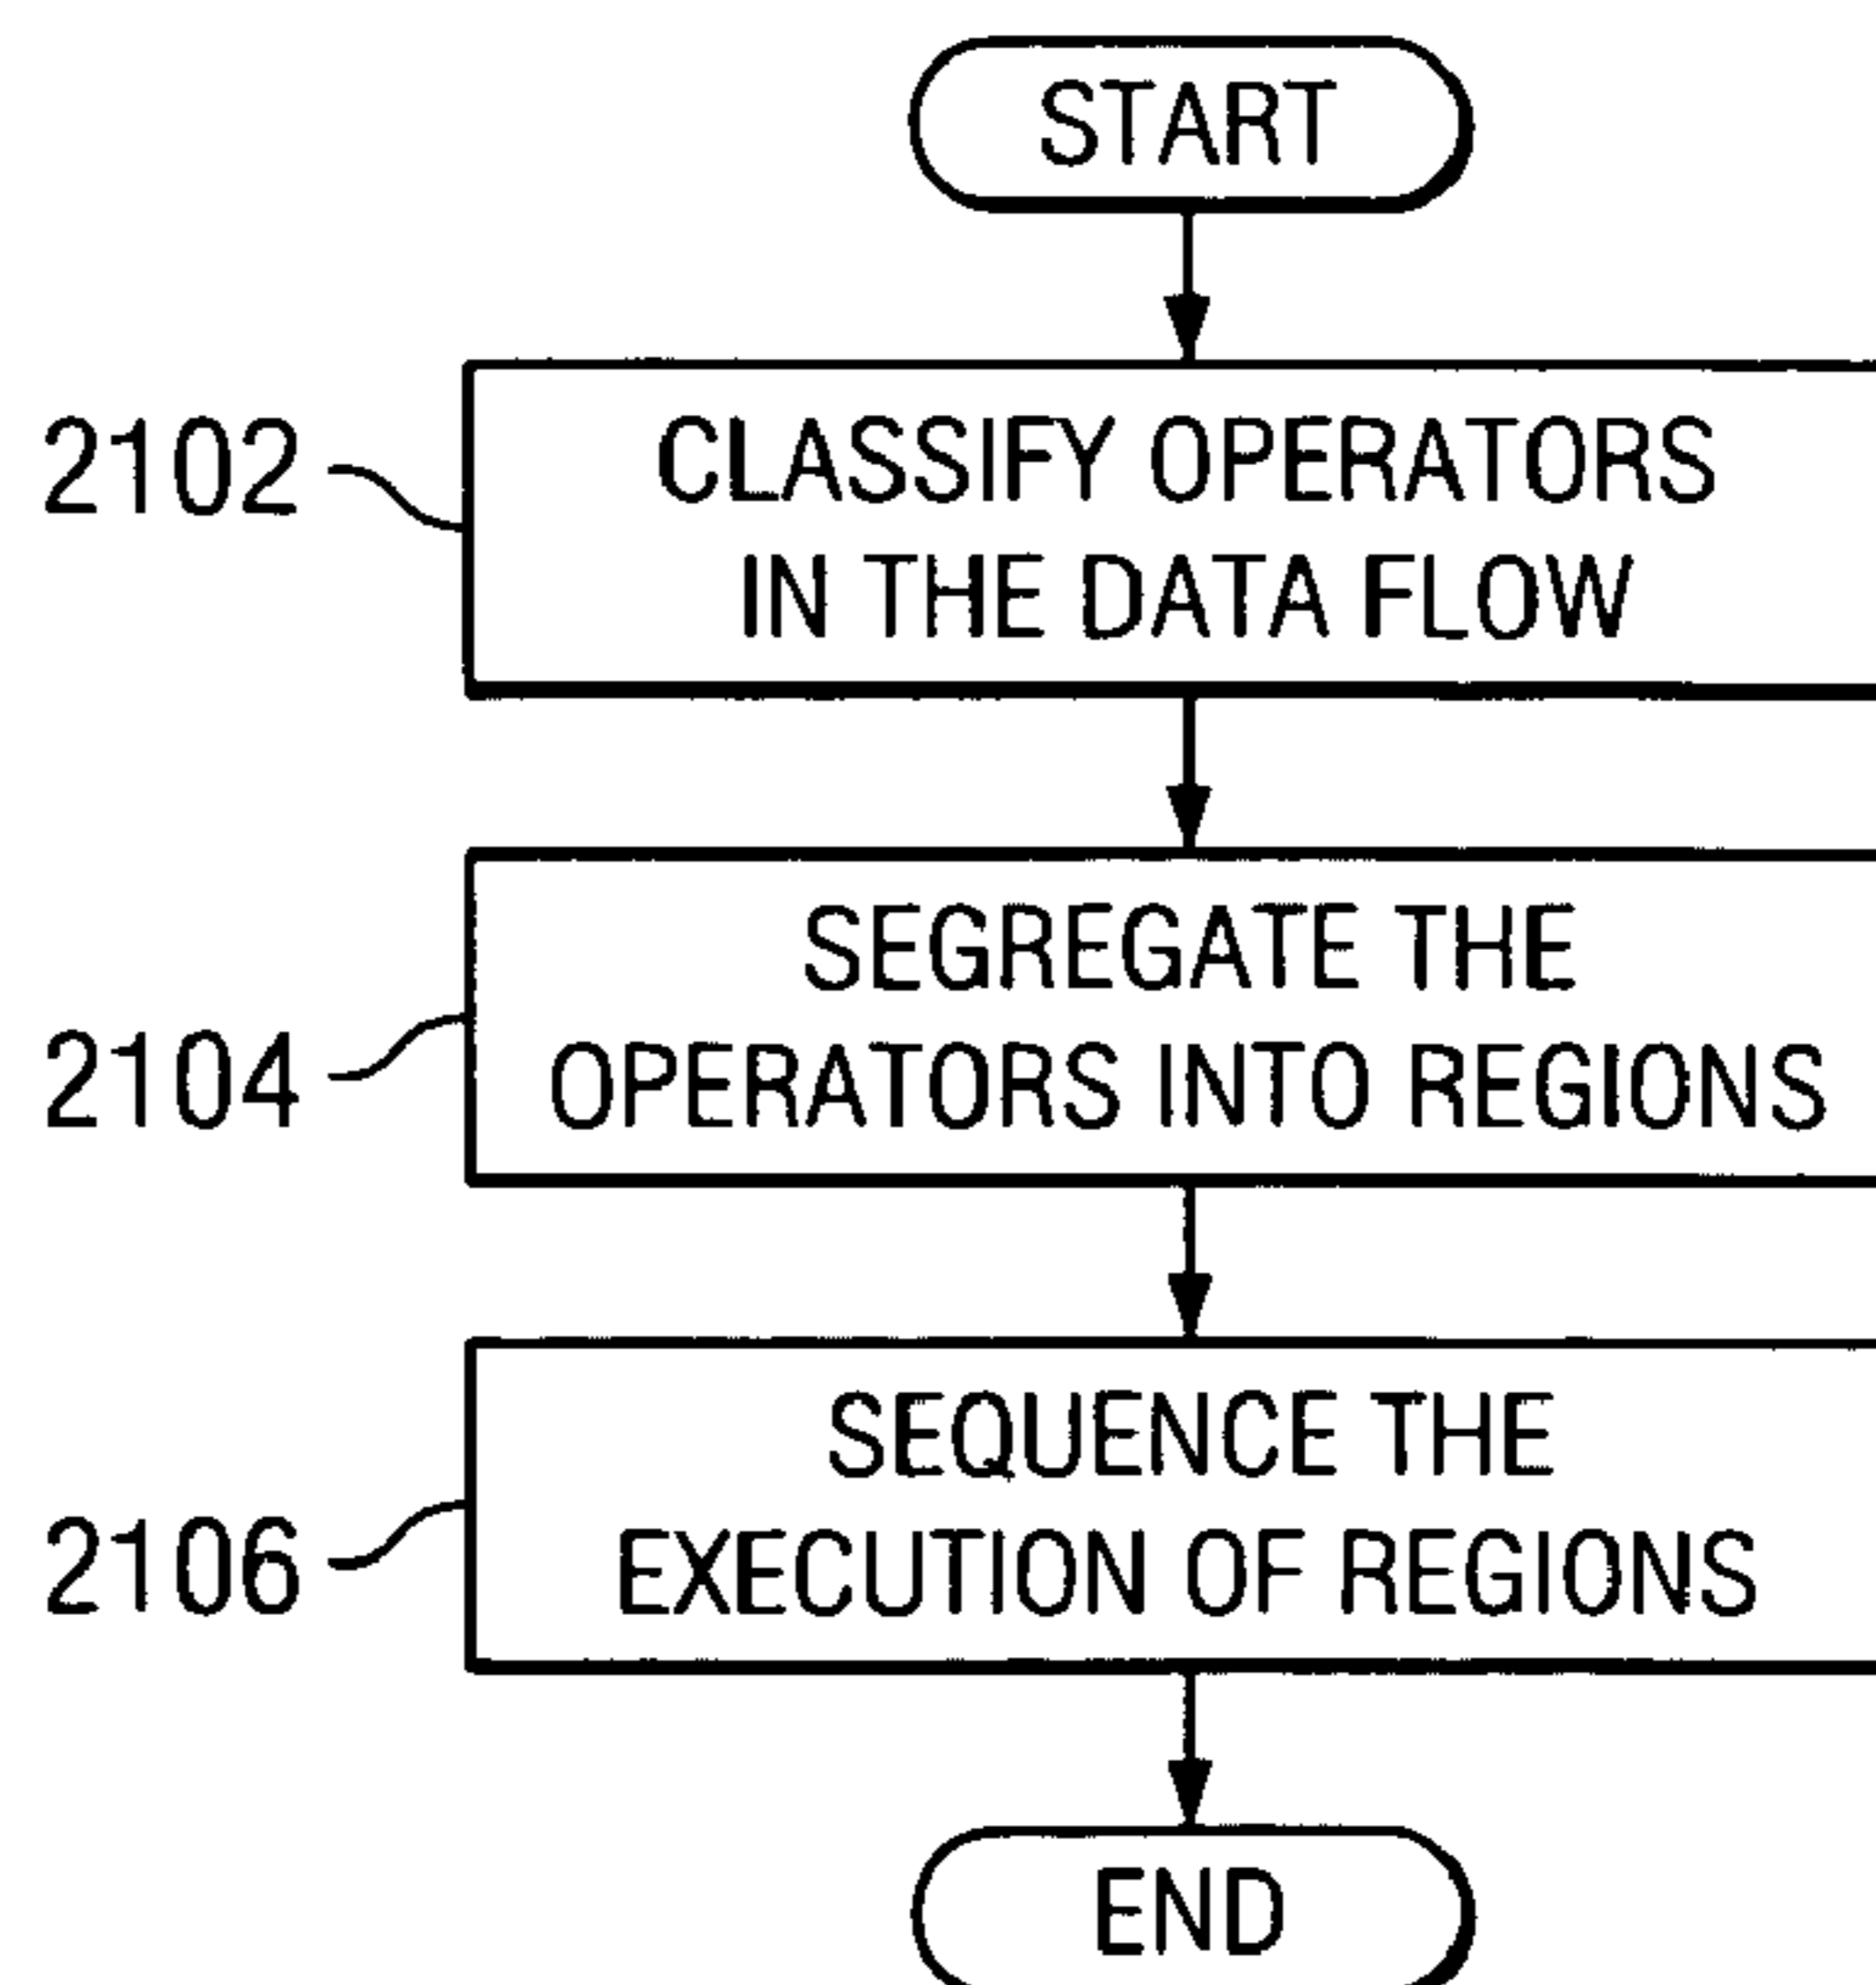 START
2102
CLASSIFY OPERATORS
IN THE DATA FLOW
2104
SEGREGATE THE
OPERATORS INTO REGIONS
2106
SEQUENCE THE
EXECUTION OF REGIONS
END